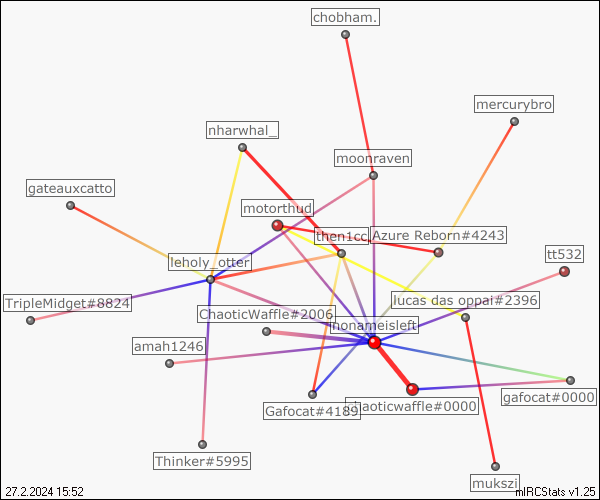 chobham.
mercurybro
nharwhal_
moonraven
gateauxcatto
motorthud
then1cc
Azure Reborn#4243
tt532
leholy_otter
TripleMidget#8824
lucas das oppai#2396
ChaoticWaffle#2006
nonameisleft
amah1246
gafocat#0000
Gafocat#4189
chaoticwaffle#0000
Thinker#5995
mukszi
27.2.2024 15:52
mIRCStats v1.25